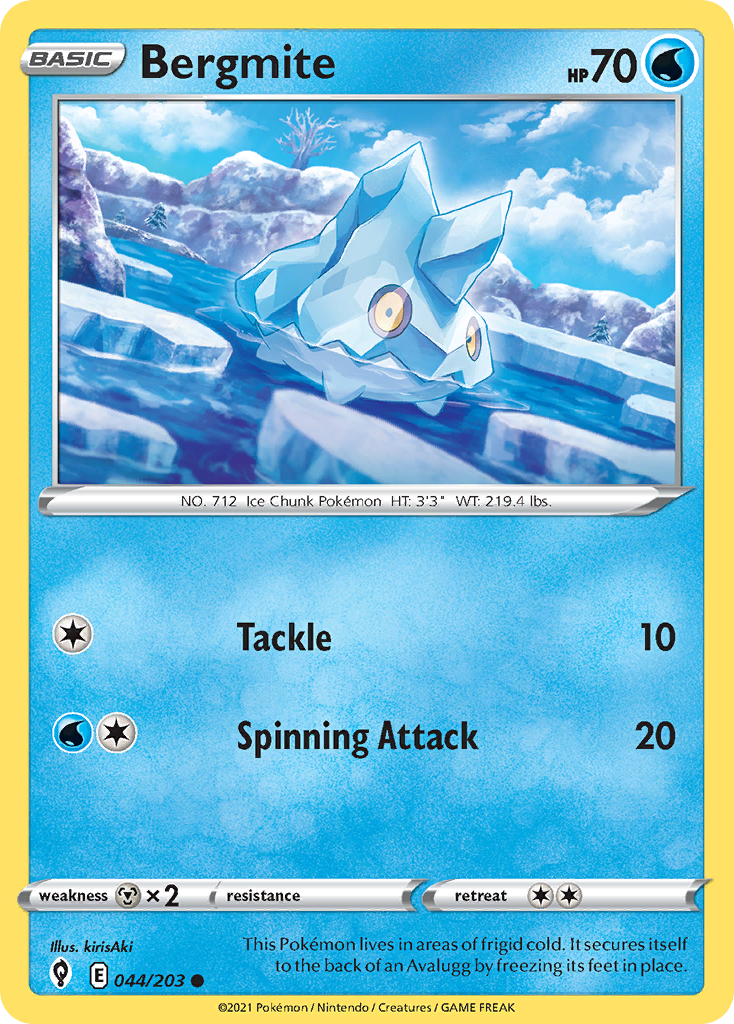 BASIC Bergmite HP70
NO. 712 Ice Chunk Pokémon HT: 3'3" WT: 219.4 lbs.
Tackle 10
Spinning Attack 20
weakness ×2 resistance retreat
Illus. kirisAki
This Pokémon lives in areas of frigid cold. It secures itself
to the back of an Avalugg by freezing its feet in place.
E 044/203
©2021 Pokémon / Nintendo / Creatures / GAME FREAK